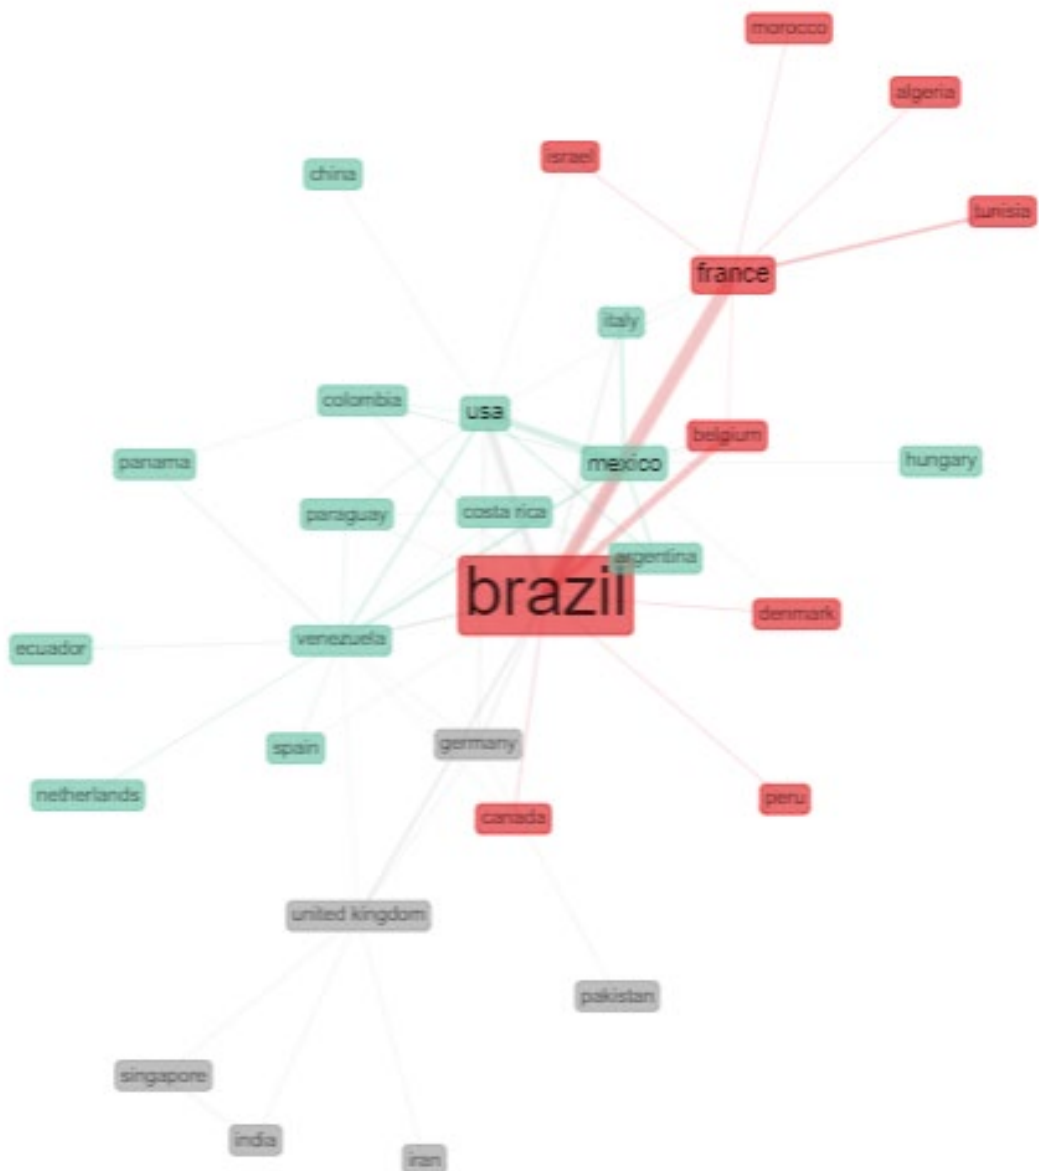 morocco
algeria
israel
china
tunisia
france
italy
colombia
usa
belgium
panama
mexico
hungary
paraguay
costa rica
argentina
brazil
denmark
venezuela
ecuador
germany
spain
netherlands
peru
canada
united kingdom
pakistan
singapore
india
iran